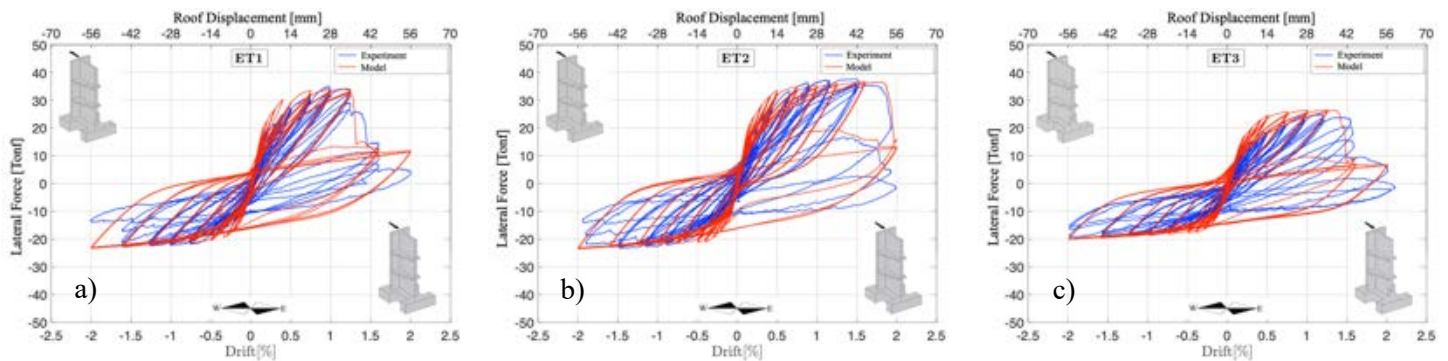 Roof Displacement [mm]
-70 -56 -42 -28 -14 0 14 28 42 56 70
50
40
30
20
10
0
-10
-20
-30
-40
-50
Lateral Force [Tonf]
ET1
Experiment
Model
a)
W E
-2.5 -2 -1.5 -1 -0.5 0 0.5 1 1.5 2 2.5
Drift[%]
Roof Displacement [mm]
-70 -56 -42 -28 -14 0 14 28 42 56 70
50
40
30
20
10
0
-10
-20
-30
-40
-50
Lateral Force [Tonf]
ET2
Experiment
Model
b)
W E
-2.5 -2 -1.5 -1 -0.5 0 0.5 1 1.5 2 2.5
Drift[%]
Roof Displacement [mm]
-70 -56 -42 -28 -14 0 14 28 42 56 70
50
40
30
20
10
0
-10
-20
-30
-40
-50
Lateral Force [Tonf]
ET3
Experiment
Model
c)
W E
-2.5 -2 -1.5 -1 -0.5 0 0.5 1 1.5 2 2.5
Drift[%]